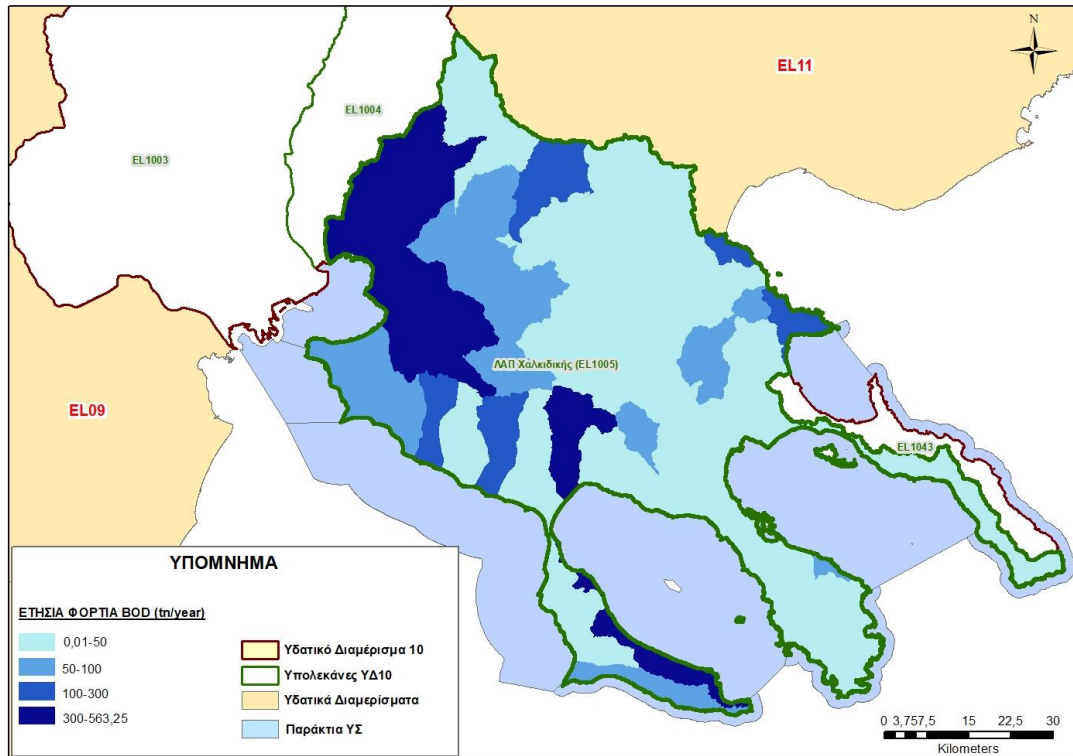 N
EL11
EL1004
EL1003
ΛΑΠ Χαλκιδικής (EL1005)
EL09
EL1043
ΥΠΟΜΝΗΜΑ
ΕΤΗΣΙΑ ΦΟΡΤΙΑ BOD (tn/year)
0,01-50
50-100
100-300
300-563,25
Υδατικό Διαμέρισμα 10
Υπολεκάνες ΥΔ10
Υδατικά Διαμερίσματα
Παράκτια ΥΣ
0 3,757,5 15 22,5 30
Kilometers